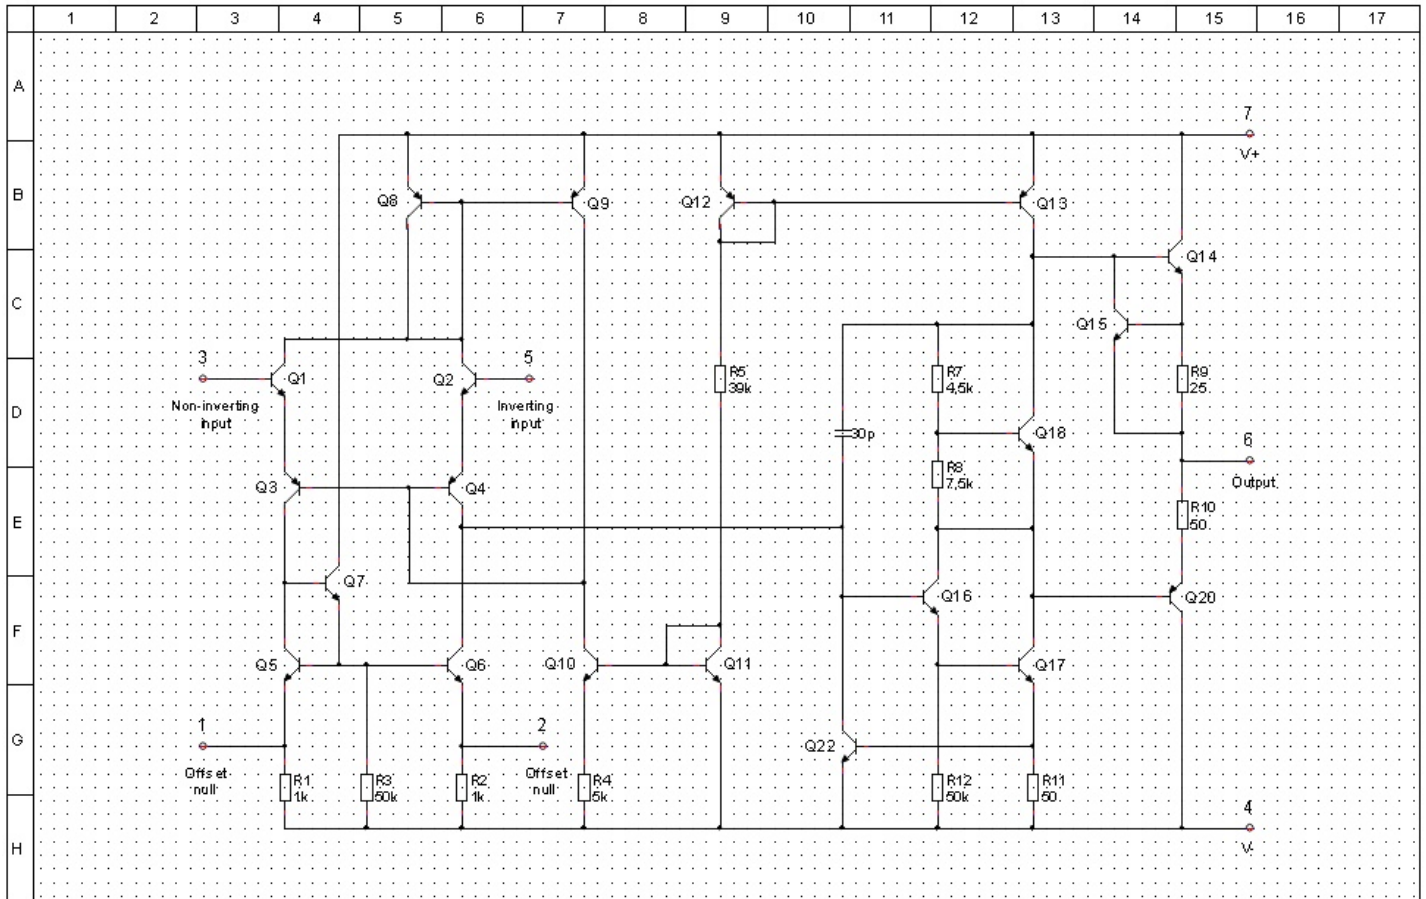 1 2 3 4 5 6 7 8 9 10 11 12 13 14 15 16 17
A
7
V+
B
Q8
Q9
Q12
Q13
Q14
C
Q15
3
5
Q1
Q2
R5
39k
R7
4,5k
R9
25
Non-inverting
input
Inverting
input
D
30p
Q18
6
Output
Q3
Q4
R8
7,5k
E
R10
50
Q7
Q16
Q20
F
Q5
Q6
Q10
Q11
Q17
1
2
G
Q22
Offset
null
Offset
null
R1
1k
R3
50k
R2
1k
R4
5k
R12
50k
R11
50
4
V-
H